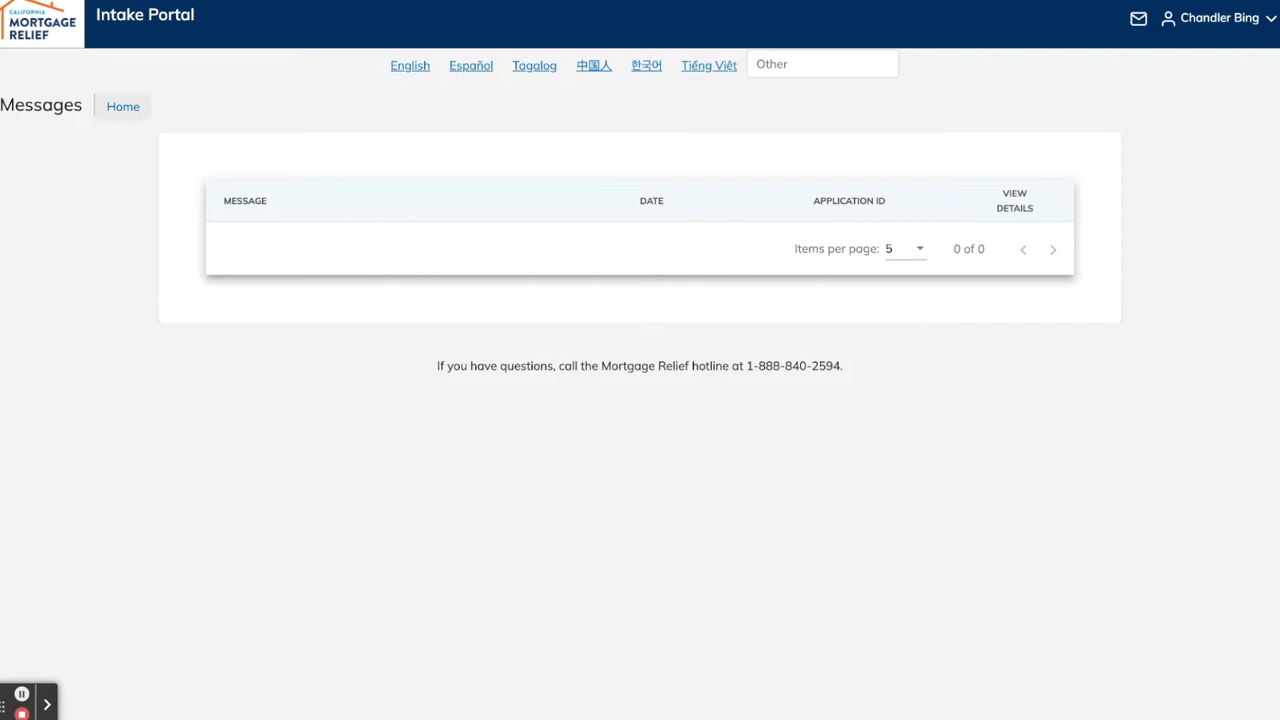 CALIFORNIA
MORTGAGE
RELIEF
Intake Portal
Chandler Bing
English Español Tagalog 中国人 한국어 Tiếng Việt Other
Messages Home
MESSAGE DATE APPLICATION ID VIEW DETAILS
Items per page: 5 0 of 0
If you have questions, call the Mortgage Relief hotline at 1-888-840-2594.